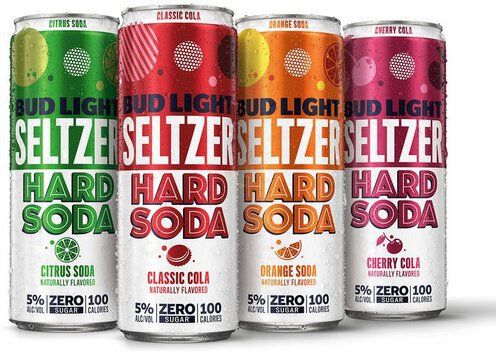 CITRUS SODA
BUD LIGHT
SELTZER
HARD
SODA
CITRUS SODA
NATURALLY FLAVORED
5% ZERO 100
ALC/VOL SUGAR CALORIES
CLASSIC COLA
BUD LIGHT
SELTZER
HARD
SODA
CLASSIC COLA
NATURALLY FLAVORED
5% ZERO 100
ALC/VOL SUGAR CALORIES
ORANGE SODA
BUD LIGHT
SELTZER
HARD
SODA
ORANGE SODA
NATURALLY FLAVORED
5% ZERO 100
ALC/VOL SUGAR CALORIES
CHERRY COLA
BUD LIGHT
SELTZER
HARD
SODA
CHERRY COLA
NATURALLY FLAVORED
5% ZERO 100
ALC/VOL SUGAR CALORIES